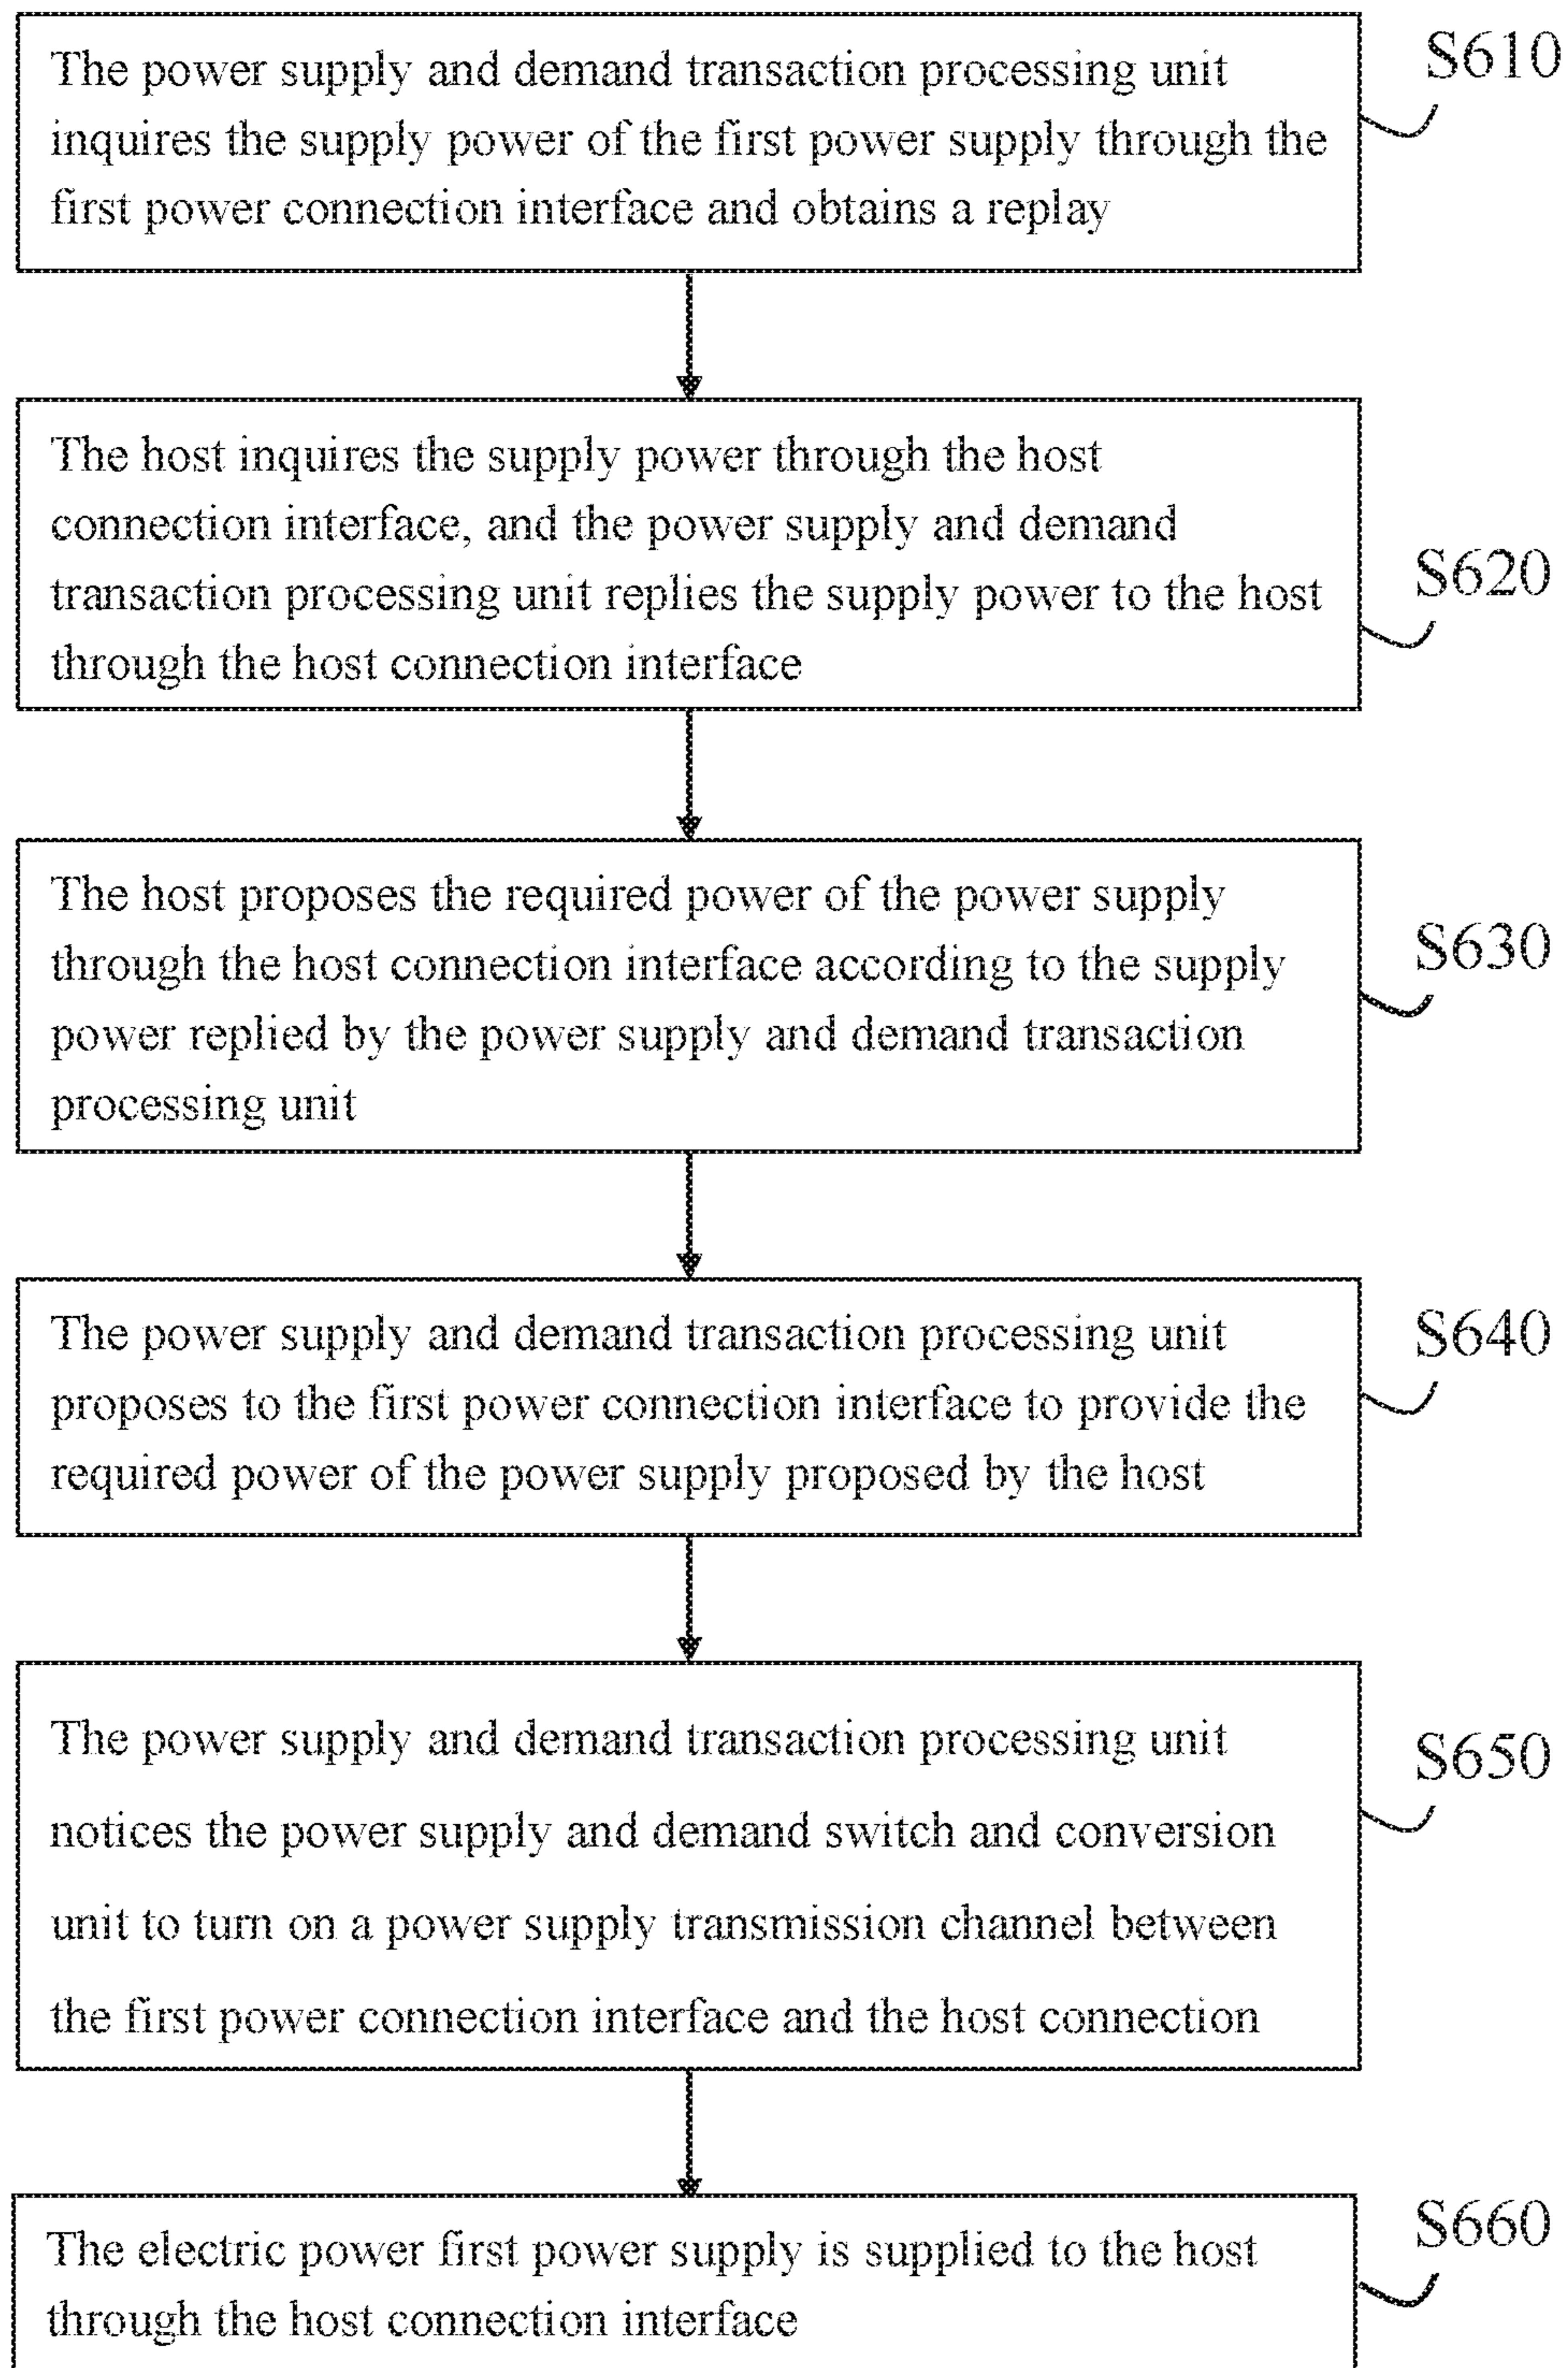 The power supply and demand transaction processing unit
inquires the supply power of the first power supply through the
first power connection interface and obtains a replay
S610
The host inquires the supply power through the host
connection interface, and the power supply and demand
transaction processing unit replies the supply power to the host
through the host connection interface
S620
The host proposes the required power of the power supply
through the host connection interface according to the supply
power replied by the power supply and demand transaction
processing unit
S630
The power supply and demand transaction processing unit
proposes to the first power connection interface to provide the
required power of the power supply proposed by the host
S640
The power supply and demand transaction processing unit
notices the power supply and demand switch and conversion
unit to turn on a power supply transmission channel between
the first power connection interface and the host connection
S650
The electric power first power supply is supplied to the host
through the host connection interface
S660